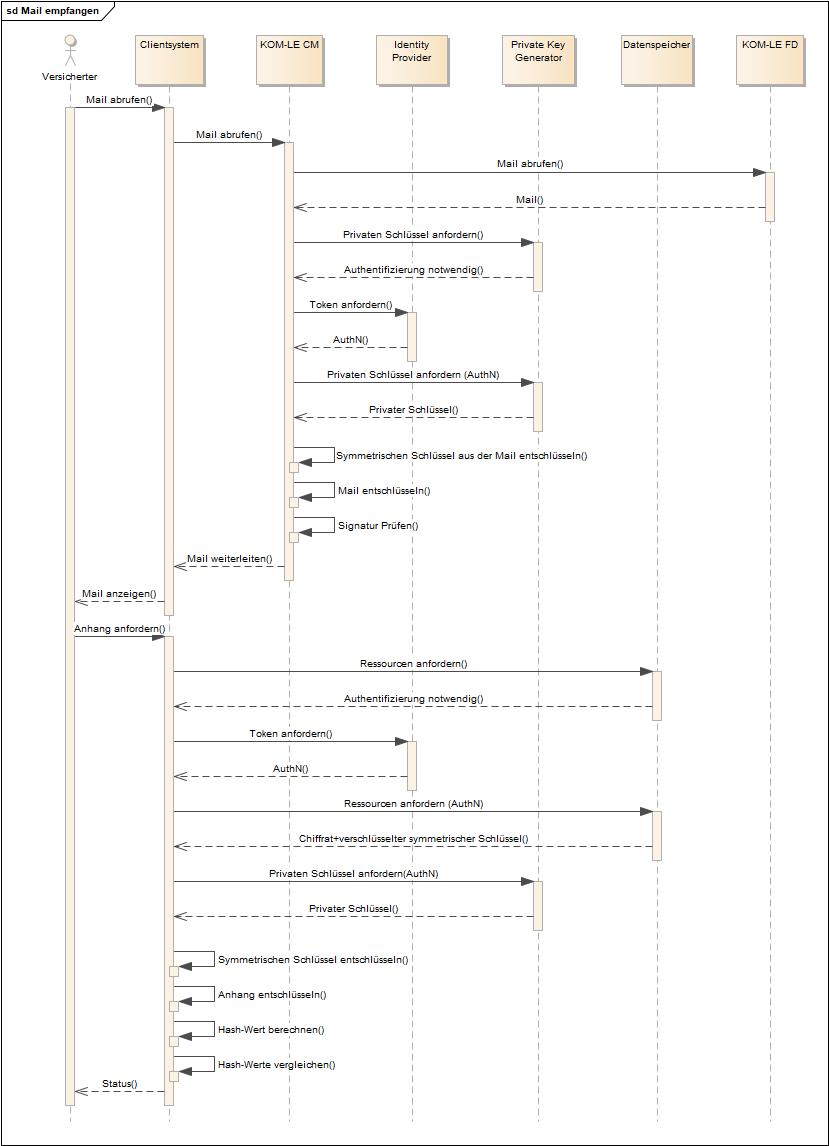 sd Mail empfangen
Versicherter
Clientsystem
KOM-LE CM
Identity
Provider
Private Key
Generator
Datenspeicher
KOM-LE FD
Mail abrufen()
Mail abrufen()
Mail abrufen()
Mail()
Privaten Schlüssel anfordern()
Authentifizierung notwendig()
Token anfordern()
AuthN()
Privaten Schlüssel anfordern (AuthN)
Privater Schlüssel()
Symmetrischen Schlüssel aus der Mail entschlüsseln()
Mail entschlüsseln()
Signatur Prüfen()
Mail weiterleiten()
Mail anzeigen()
Anhang anfordern()
Ressourcen anfordern()
Authentifizierung notwendig()
Token anfordern()
AuthN()
Ressourcen anfordern (AuthN)
Chiffrat+verschlüsselter symmetrischer Schlüssel()
Privaten Schlüssel anfordern(AuthN)
Privater Schlüssel()
Symmetrischen Schlüssel entschlüsseln()
Anhang entschlüsseln()
Hash-Wert berechnen()
Hash-Werte vergleichen()
Status()